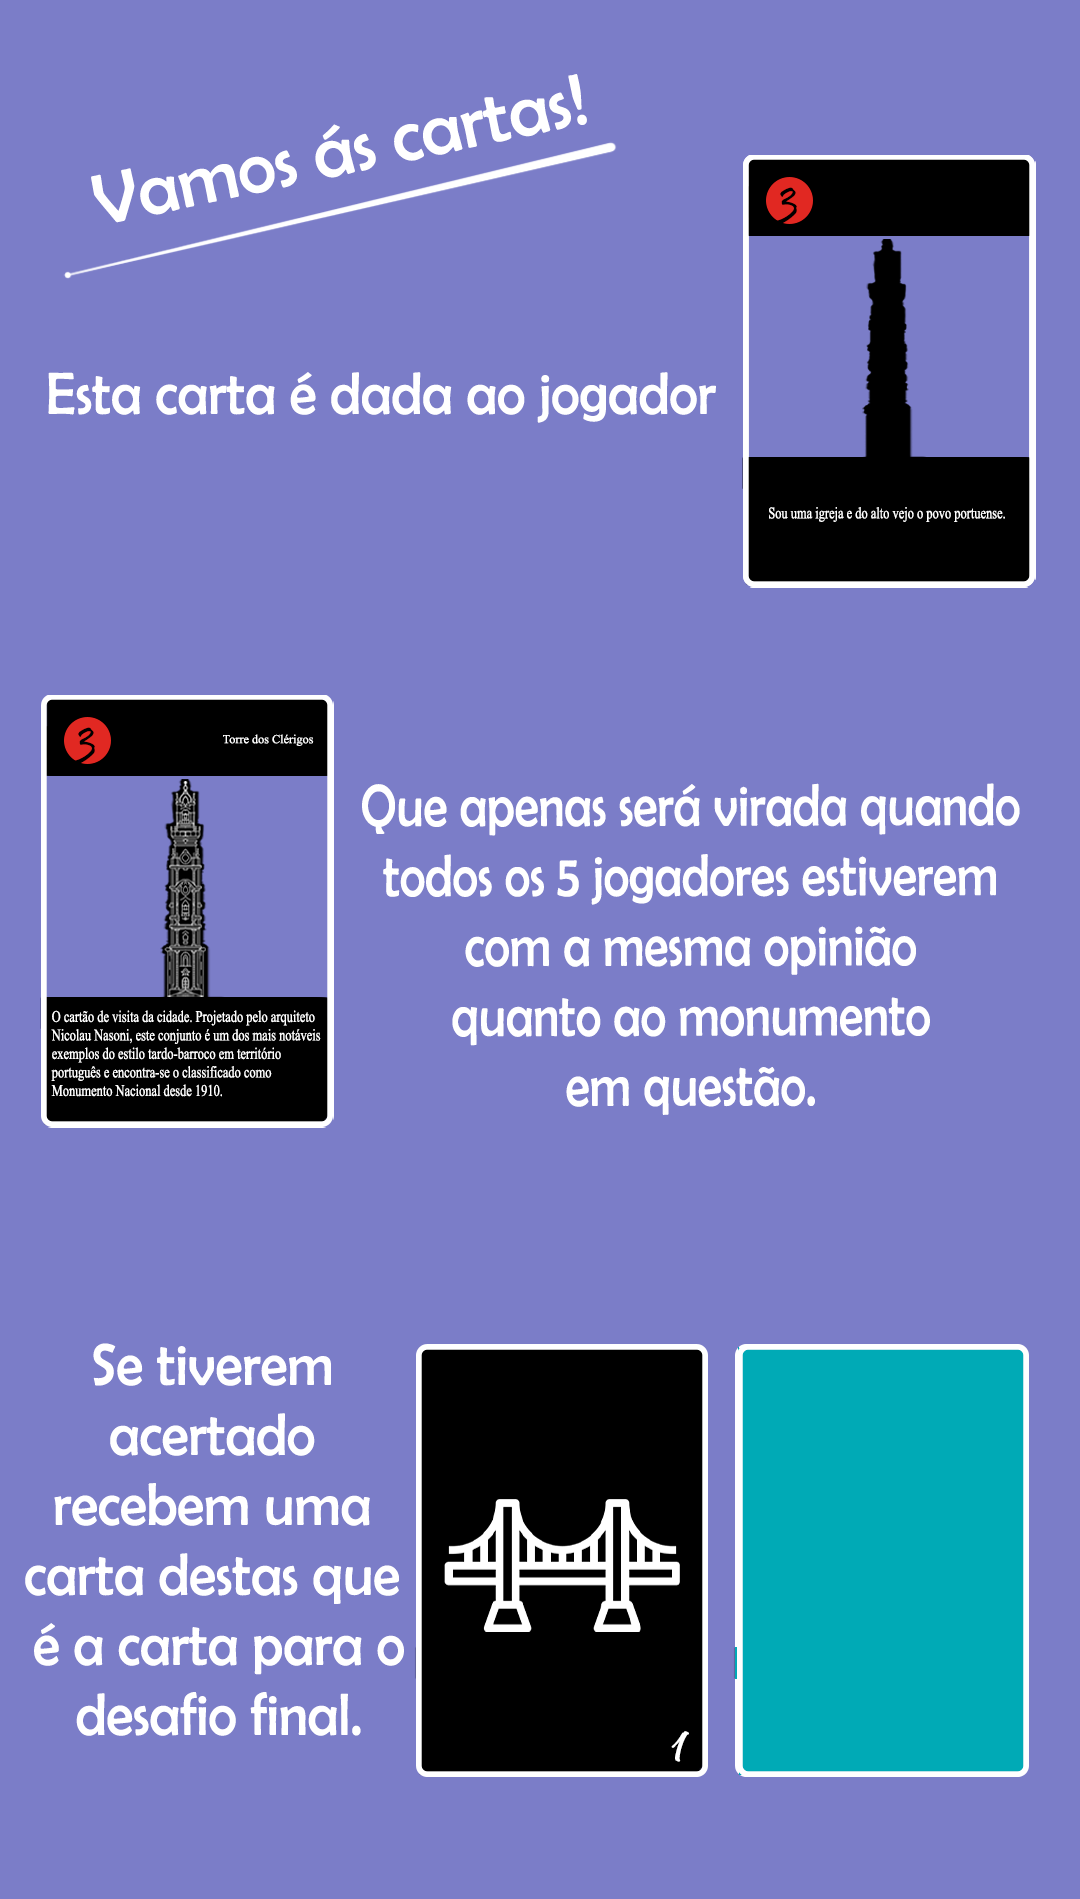 Vamos ás cartas!
3
Esta carta é dada ao jogador
Sou uma igreja e do alto vejo o povo portuense.
3
Torre dos Clérigos
O cartão de visita da cidade. Projetado pelo arquiteto
Nicolau Nasoni, este conjunto é um dos mais notáveis
exemplos do estilo tardo-barroco em território
português e encontra-se o classificado como
Monumento Nacional desde 1910.
Que apenas será virada quando
todos os 5 jogadores estiverem
com a mesma opinião
quanto ao monumento
em questão.
Se tiverem
acertado
recebem uma
carta destas que
é a carta para o
desafio final.
1